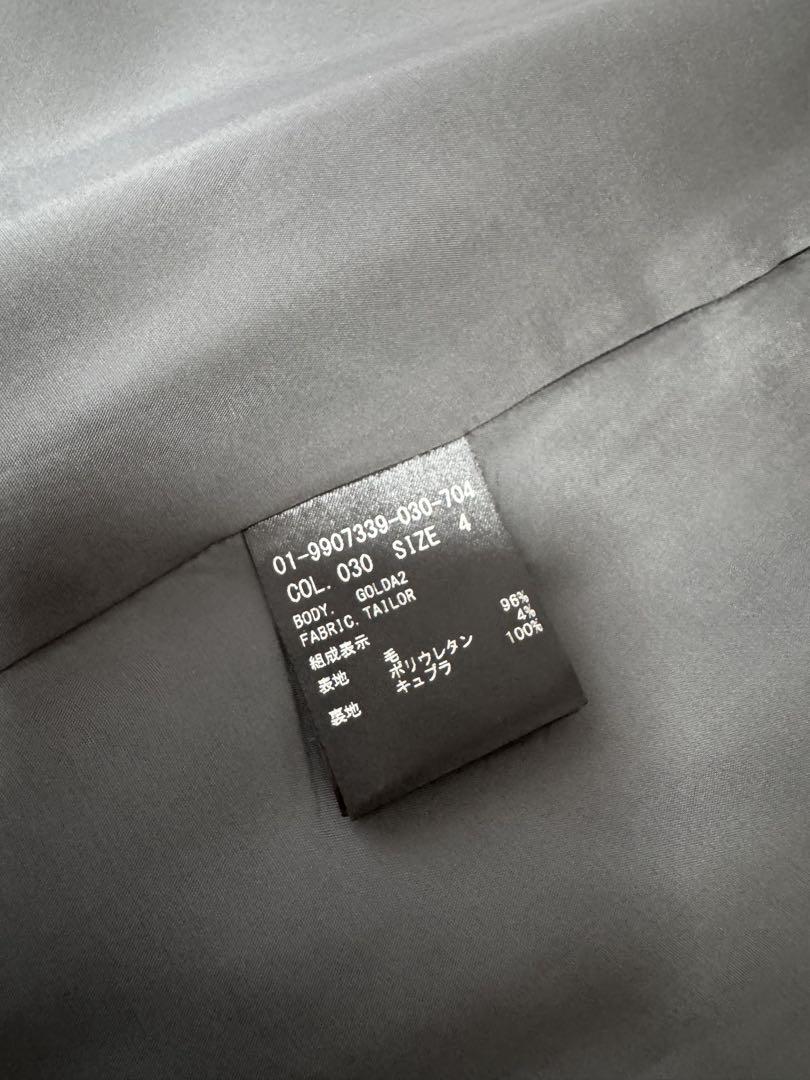 01-9907339-030-704
COL. 030 SIZE 4
BODY. GOLDA2
FABRIC. TAILOR
組成表示
表地 毛 96%
ポリウレタン 4%
裏地 キュプラ 100%